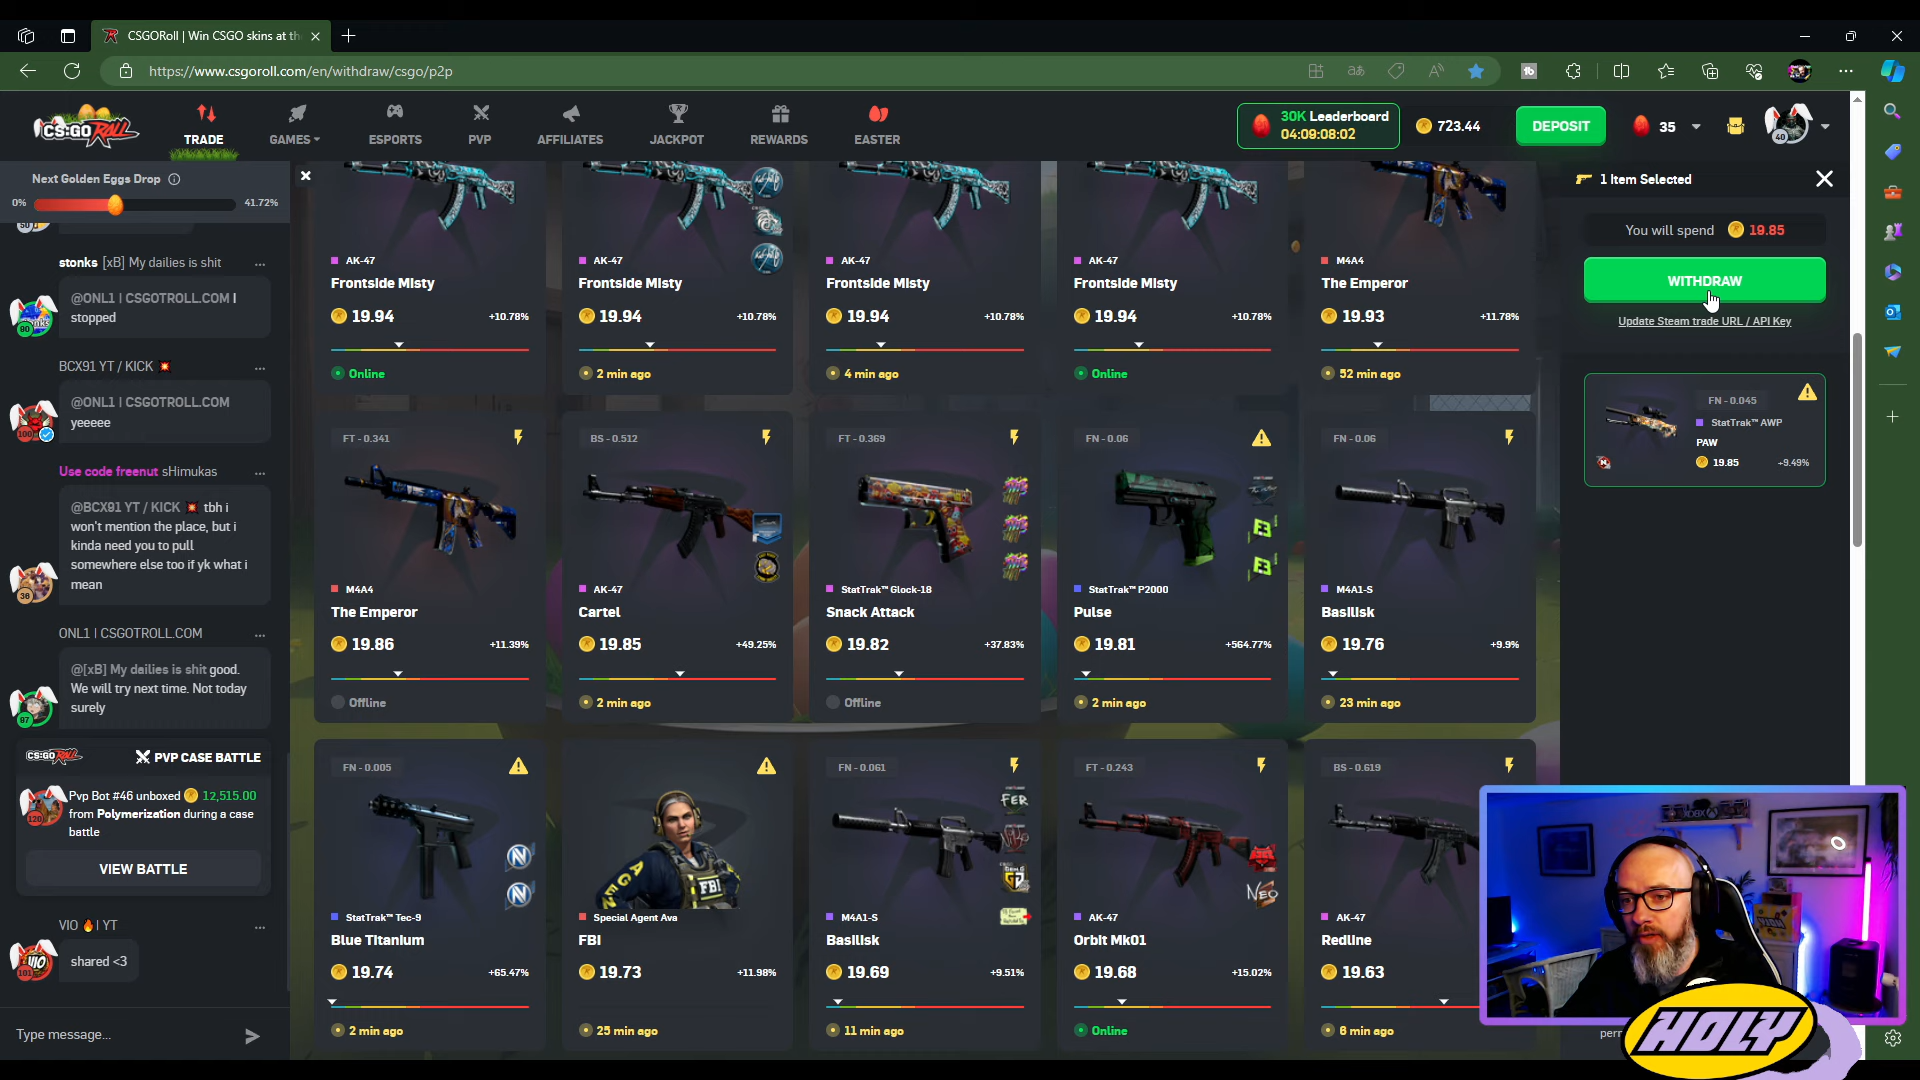 CSGORoll | Win CSGO skins at th
https://www.csgoroll.com/en/withdraw/csgo/p2p
CS:GO ROLL
TRADE
GAMES
ESPORTS
PVP
AFFILIATES
JACKPOT
REWARDS
EASTER
30K Leaderboard
04:09:08:02
723.44
DEPOSIT
35
40
Next Golden Eggs Drop
0%
41.72%
stonks [xB] My dailies is shit
@ONL1 | CSGOTROLL.COM I
stopped
90
BCX91 YT / KICK
@ONL1 | CSGOTROLL.COM
yeeeee
100
Use code freenut sHimukas
@BCX91 YT / KICK tbh i
won't mention the place, but i
kinda need you to pull
somewhere else too if yk what i
mean
ONL1 | CSGOTROLL.COM
@[xB] My dailies is shit good.
We will try next time. Not today
surely
97
CS:GO ROLL
PVP CASE BATTLE
Pvp Bot #46 unboxed 12,515.00
from Polymerization during a case
battle
120
VIEW BATTLE
VIO | YT
shared <3
101
Type message...
AK-47
Frontside Misty
19.94
+10.78%
Online
AK-47
Frontside Misty
19.94
+10.78%
2 min ago
AK-47
Frontside Misty
19.94
+10.78%
4 min ago
AK-47
Frontside Misty
19.94
+10.78%
Online
M4A4
The Emperor
19.93
+11.78%
52 min ago
FT - 0.341
M4A4
The Emperor
19.86
+11.39%
Offline
BS - 0.512
AK-47
Cartel
19.85
+49.25%
2 min ago
FT - 0.369
StatTrak™ Glock-18
Snack Attack
19.82
+37.83%
Offline
FN - 0.06
StatTrak™ P2000
Pulse
19.81
+564.77%
2 min ago
FN - 0.06
M4A1-S
Basilisk
19.76
+9.9%
23 min ago
FN - 0.005
StatTrak™ Tec-9
Blue Titanium
19.74
+65.47%
2 min ago
FBI
Special Agent Ava
FBI
19.73
+11.98%
25 min ago
FN - 0.061
FER
M4A1-S
Basilisk
19.69
+9.51%
11 min ago
FT - 0.243
NEO
AK-47
Orbit Mk01
19.68
+15.02%
Online
BS - 0.619
AK-47
Redline
19.63
6 min ago
1 Item Selected
You will spend 19.85
WITHDRAW
Update Steam trade URL / API Key
FN - 0.045
StatTrak™ AWP
PAW
19.85
+9.49%
HOLY